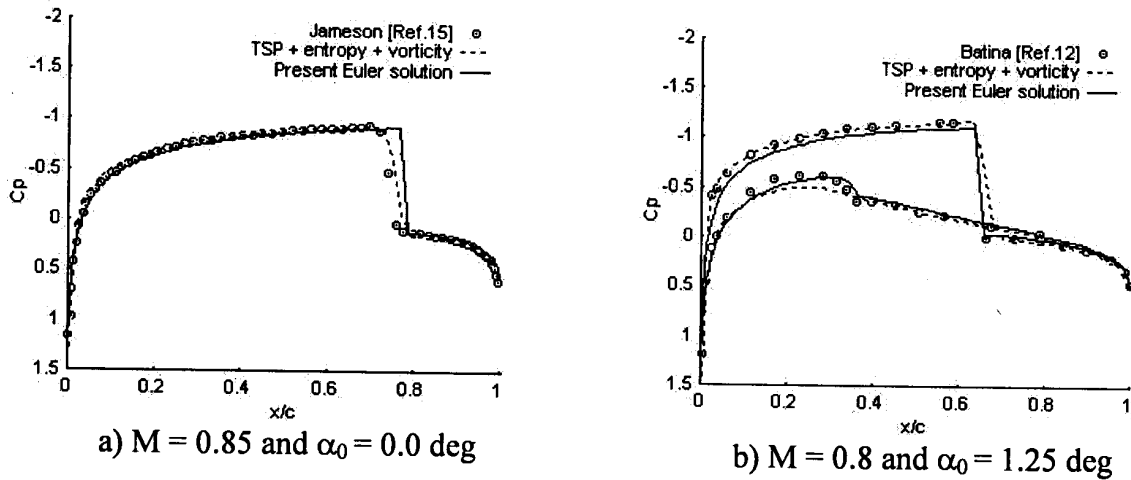 -2
-1.5
-1
-0.5
0
0.5
1
1.5
Cp
Jameson [Ref.15]
TSP + entropy + vorticity
Present Euler solution
0 0.2 0.4 0.6 0.8 1
x/c
a) M = 0.85 and α₀ = 0.0 deg
-2
-1.5
-1
-0.5
0
0.5
1
1.5
Cp
Batina [Ref.12]
TSP + entropy + vorticity
Present Euler solution
0 0.2 0.4 0.6 0.8 1
x/c
b) M = 0.8 and α₀ = 1.25 deg